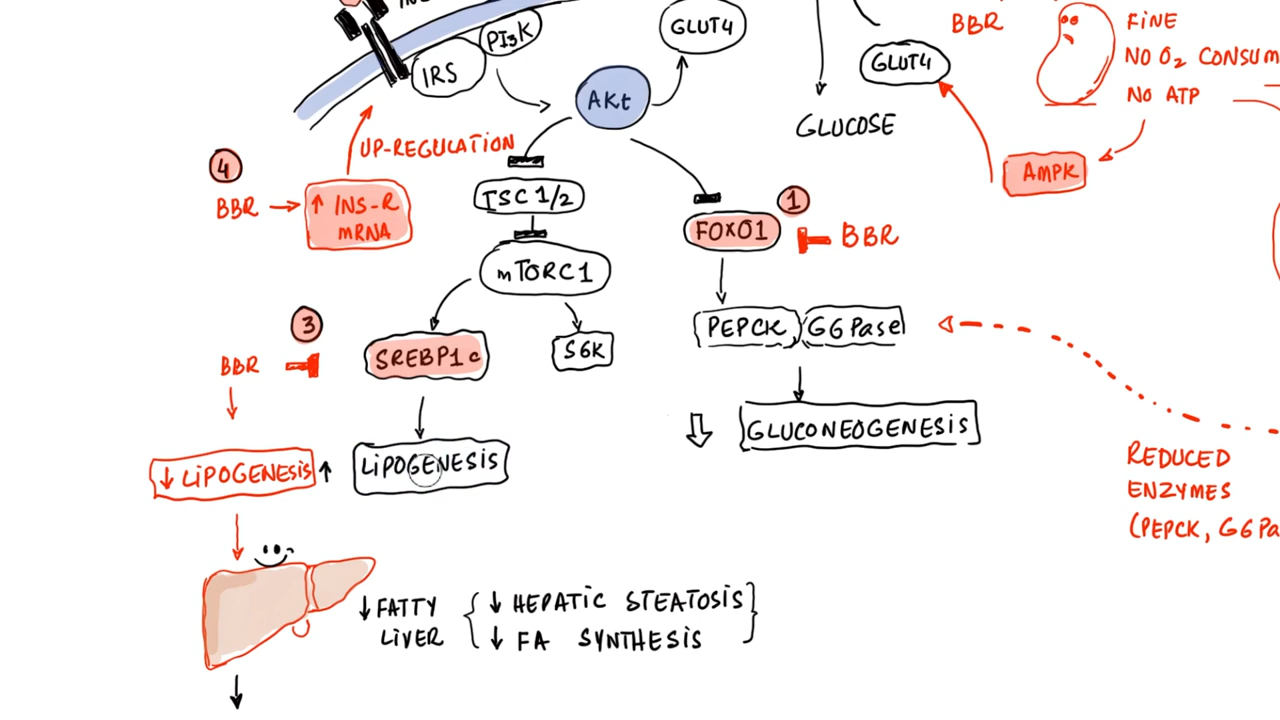 GLUT4
PI3K
IRS
AKt
GLUT4
GLUCOSE
BBR
FINE
NO O2 CONSUM
NO ATP
AMPK
UP-REGULATION
4
BBR
↑ INS-R
mRNA
TSC 1/2
mTORC1
1
FOXO1
BBR
3
BBR
SREBP1c
S6K
PEPCK, G6Pase
↓ LIPOGENESIS
↑ LIPOGENESIS
GLUCONEOGENESIS
REDUCED
ENZYMES
(PEPCK, G6Pa
↓ FATTY
LIVER
↓ HEPATIC STEATOSIS
↓ FA SYNTHESIS